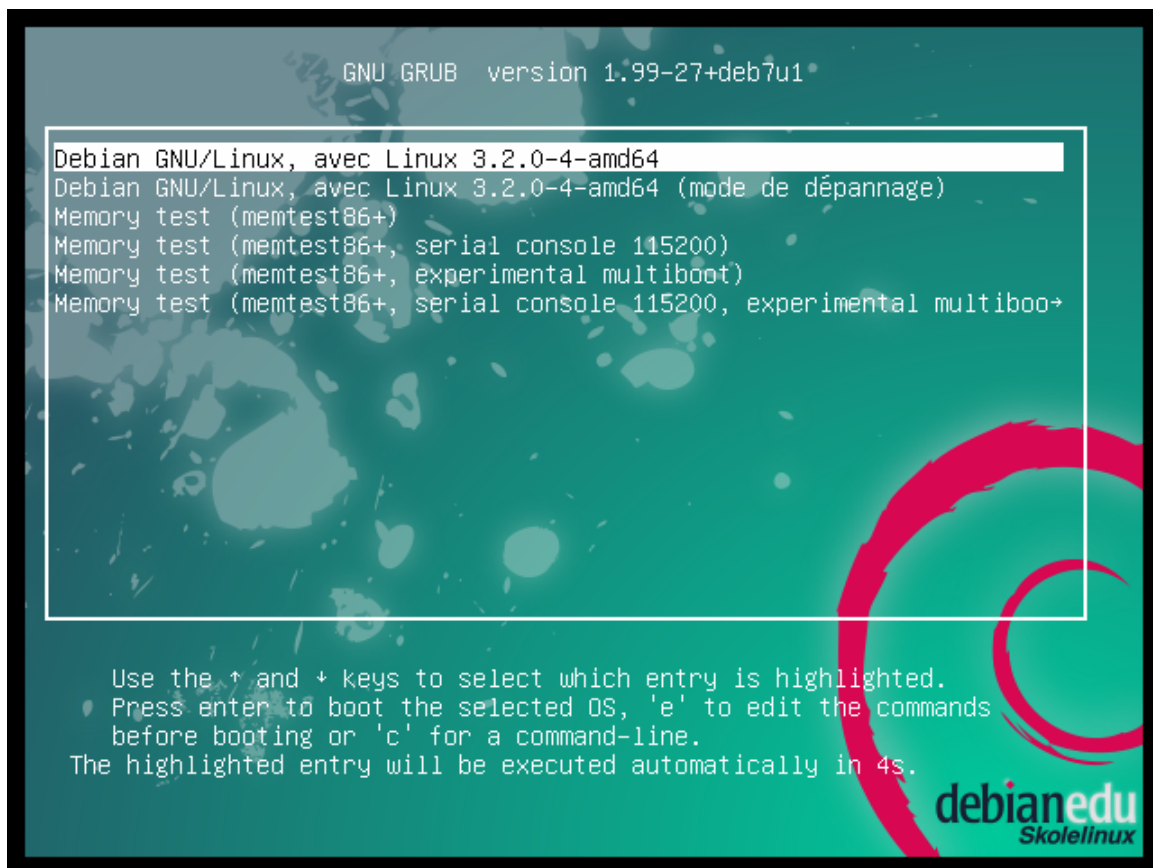 GNU GRUB version 1.99-27+deb7u1
Debian GNU/Linux, avec Linux 3.2.0-4-amd64
Debian GNU/Linux, avec Linux 3.2.0-4-amd64 (mode de dépannage)
Memory test (memtest86+)
Memory test (memtest86+, serial console 115200)
Memory test (memtest86+, experimental multiboot)
Memory test (memtest86+, serial console 115200, experimental multiboo→
Use the ↑ and ↓ keys to select which entry is highlighted.
Press enter to boot the selected OS, 'e' to edit the commands
before booting or 'c' for a command-line.
The highlighted entry will be executed automatically in 4s.
debianedu
Skolelinux